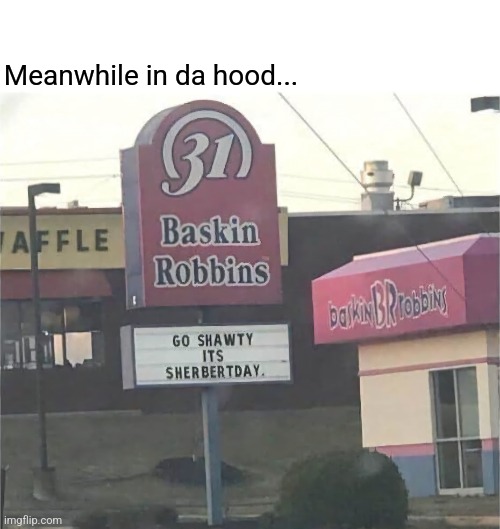 Meanwhile in da hood...
31
Baskin
Robbins
AFFLE
baskin BR robbins
GO SHAWTY
ITS
SHERBERTDAY.
imgflip.com